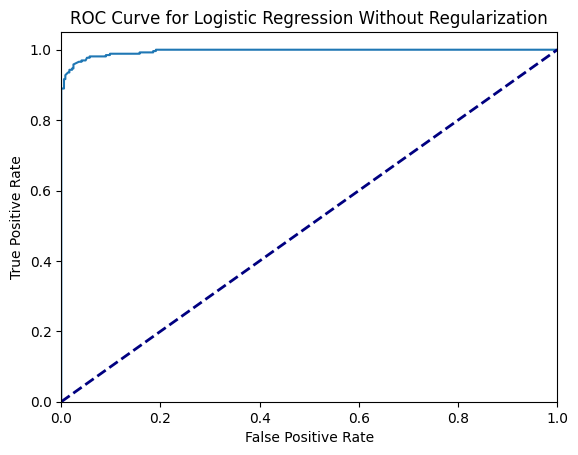 ROC Curve for Logistic Regression Without Regularization
1.0
0.8
0.6
0.4
0.2
0.0
True Positive Rate
0.0 0.2 0.4 0.6 0.8 1.0
False Positive Rate